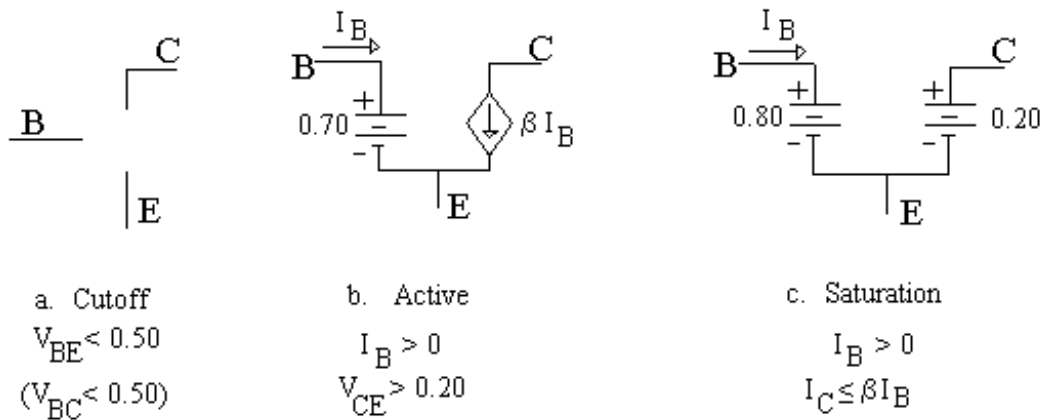 I_B
I_B
C
B
C
B
C
B
+
+
+
0.70
β I_B
0.80
0.20
-
-
-
E
E
E
a. Cutoff
b. Active
c. Saturation
V_BE < 0.50
I_B > 0
I_B > 0
(V_BC < 0.50)
V_CE > 0.20
I_C ≤ βI_B